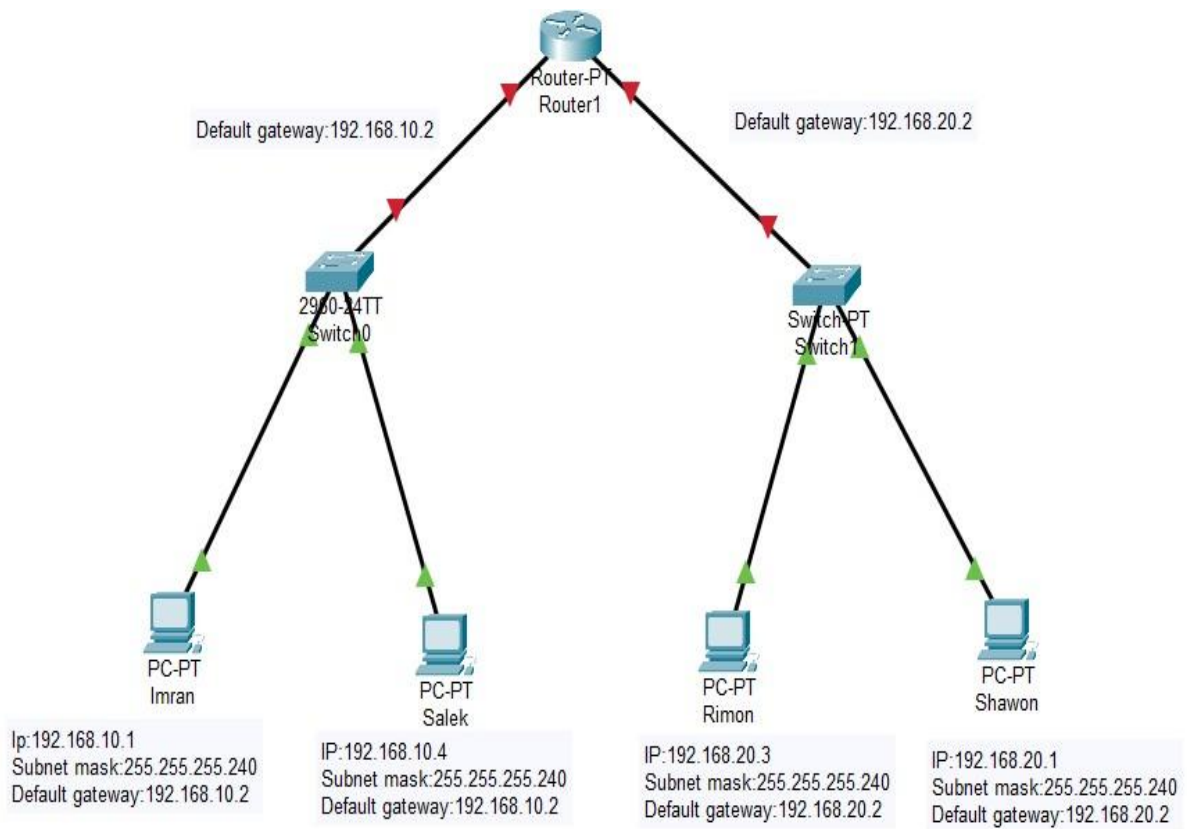 Router-PT
Router1
Default gateway:192.168.10.2
Default gateway:192.168.20.2
2960-24TT
Switch0
Switch-PT
Switch1
PC-PT
Imran
PC-PT
Salek
PC-PT
Rimon
PC-PT
Shawon
Ip:192.168.10.1
Subnet mask:255.255.255.240
Default gateway:192.168.10.2
IP:192.168.10.4
Subnet mask:255.255.255.240
Default gateway:192.168.10.2
IP:192.168.20.3
Subnet mask:255.255.255.240
Default gateway:192.168.20.2
IP:192.168.20.1
Subnet mask:255.255.255.240
Default gateway:192.168.20.2